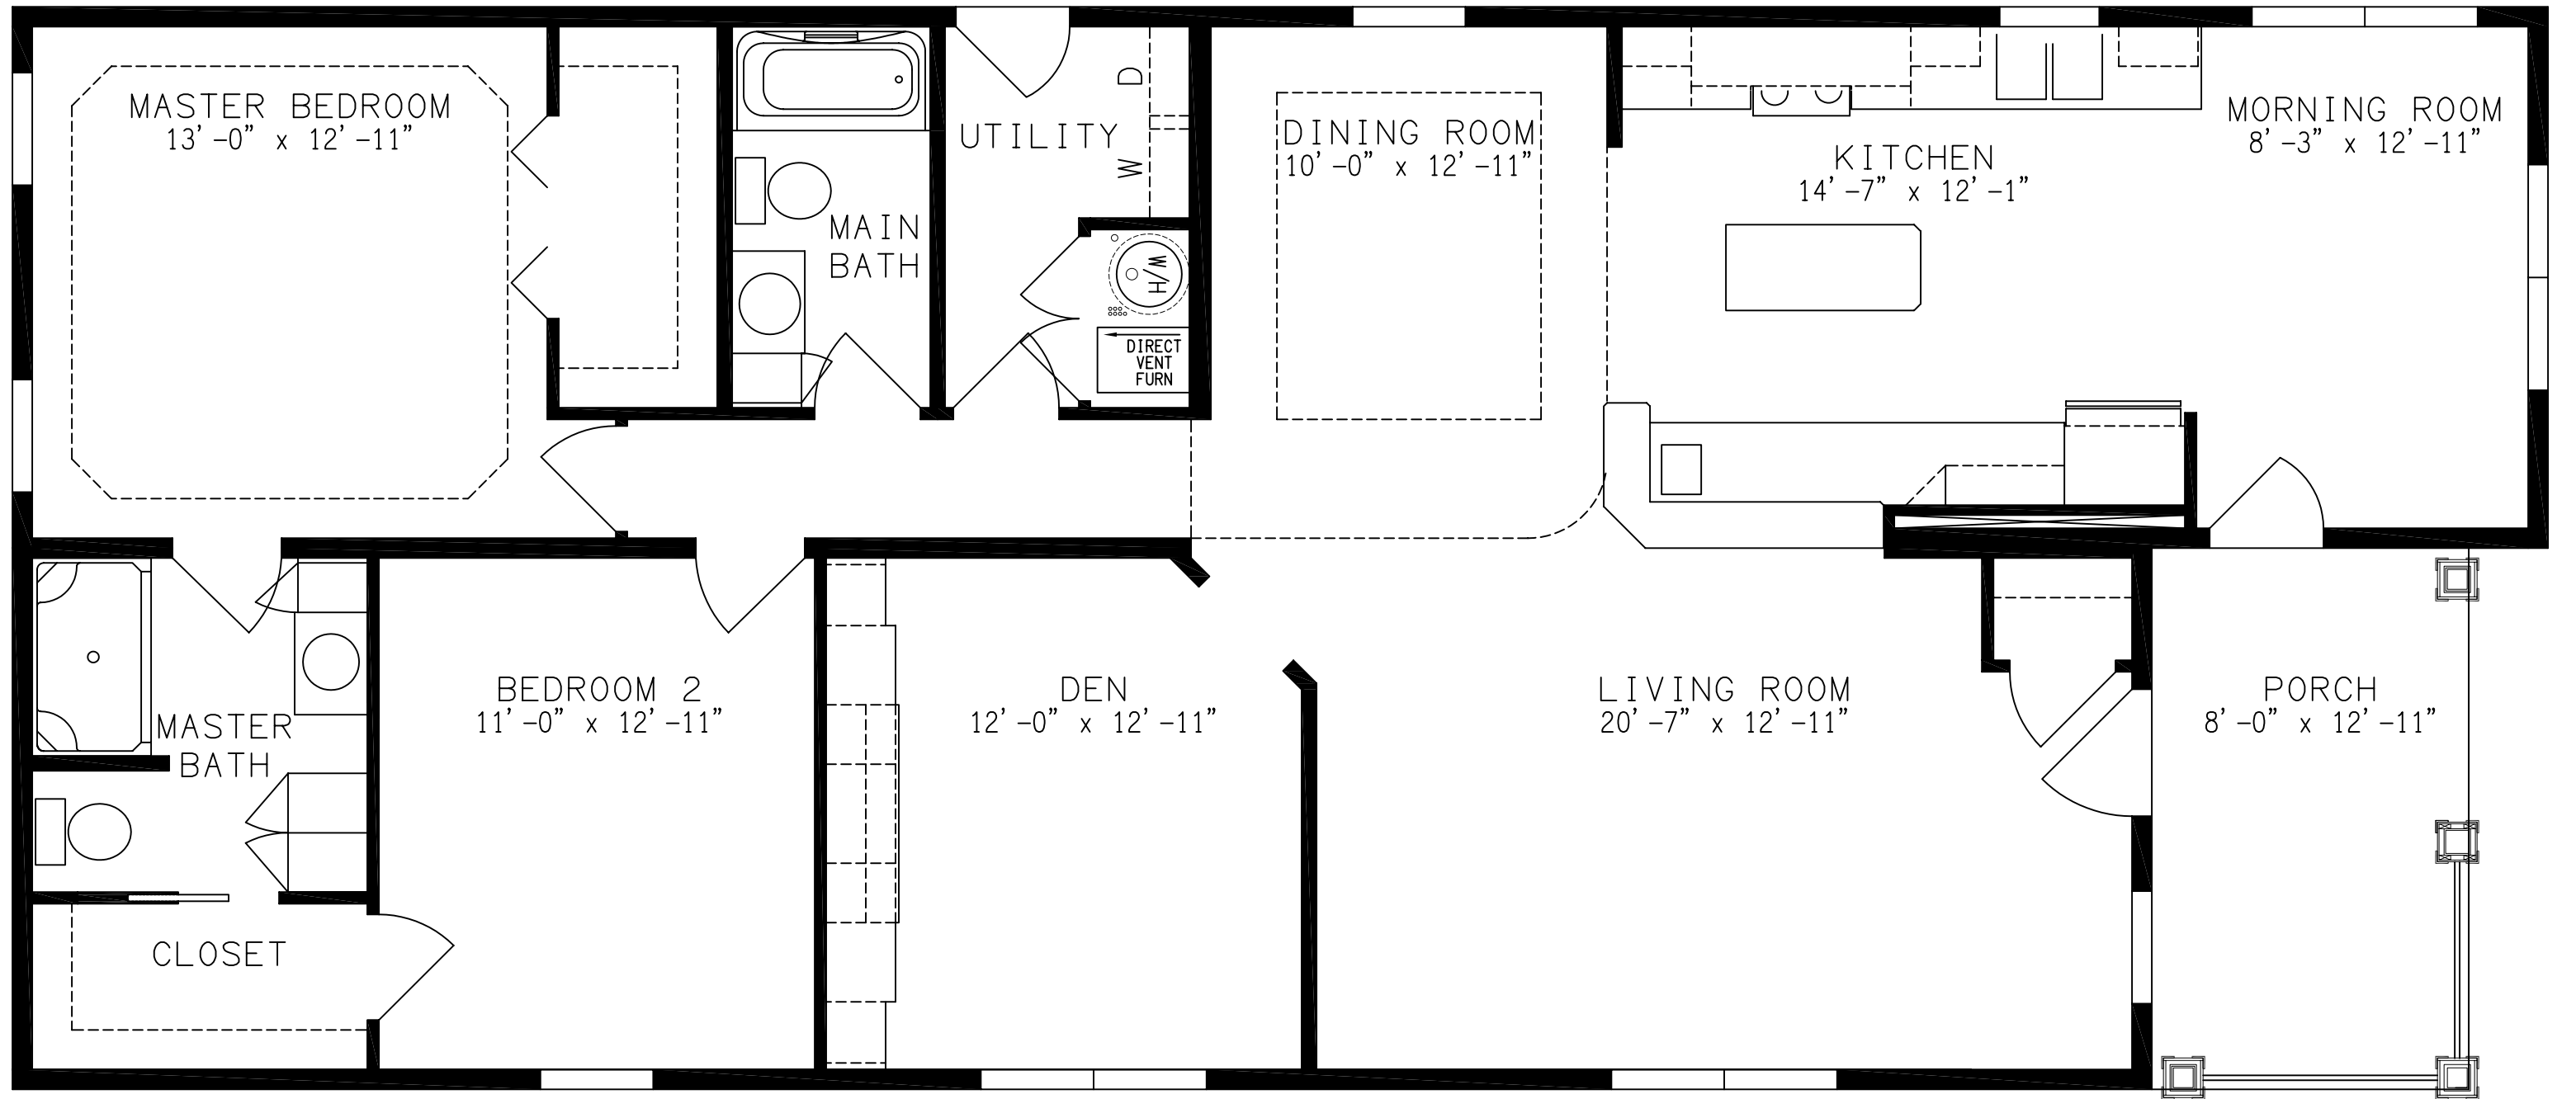 MASTER BEDROOM
13'-0" x 12'-11"
MAIN
BATH
UTILITY
D
W
W/H
DIRECT
VENT
FURN
DINING ROOM
10'-0" x 12'-11"
KITCHEN
14'-7" x 12'-1"
MORNING ROOM
8'-3" x 12'-11"
MASTER
BATH
CLOSET
BEDROOM 2
11'-0" x 12'-11"
DEN
12'-0" x 12'-11"
LIVING ROOM
20'-7" x 12'-11"
PORCH
8'-0" x 12'-11"